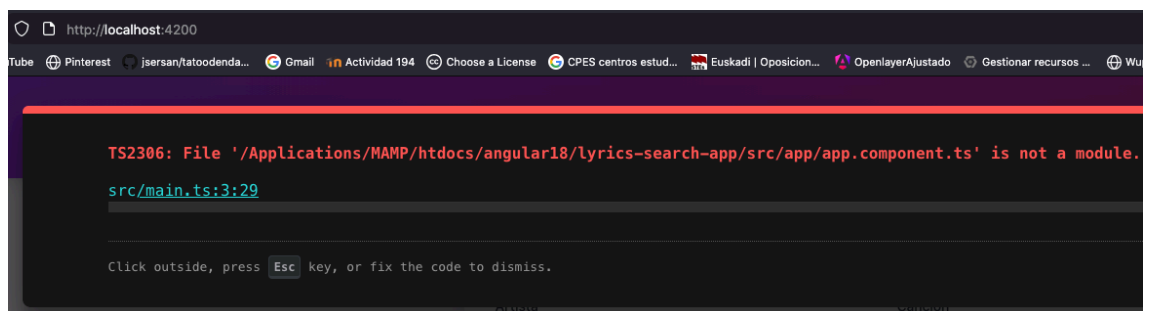 http://localhost:4200
Tube Pinterest jsersan/tatoodenda... Gmail Actividad 194 Choose a License CPES centros estud... Euskadi | Oposicion... OpenlayerAjustado Gestionar recursos ... Wu
TS2306: File '/Applications/MAMP/htdocs/angular18/lyrics-search-app/src/app/app.component.ts' is not a module.
src/main.ts:3:29
Click outside, press Esc key, or fix the code to dismiss.